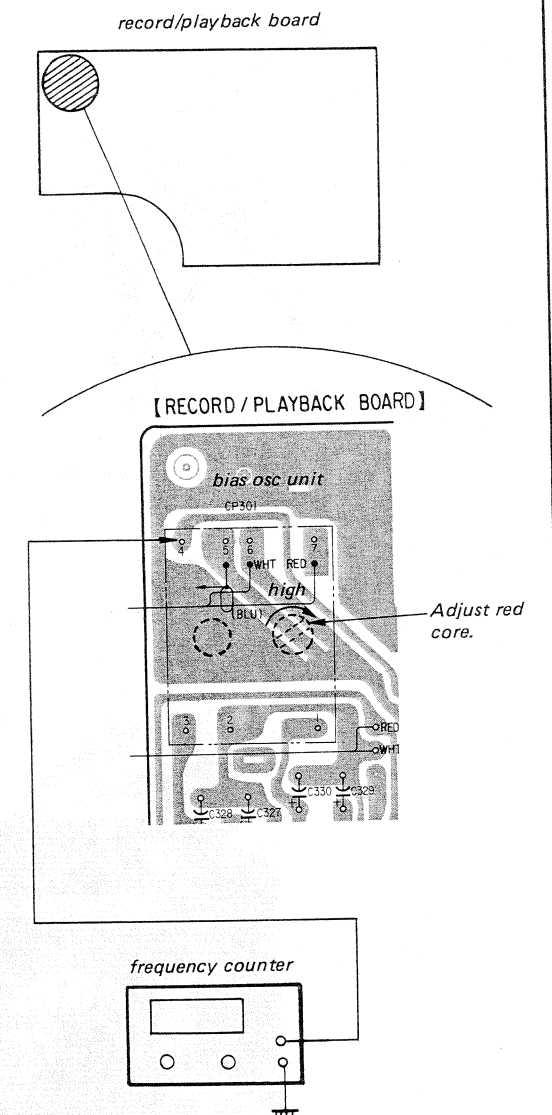 record/playback board
[RECORD / PLAYBACK BOARD]
bias osc unit
CP301
4 5 6 7
WHT RED
high
(BLU)
Adjust red
core.
3 2 1
RED
WHT
C330 C329
C328 C327
frequency counter